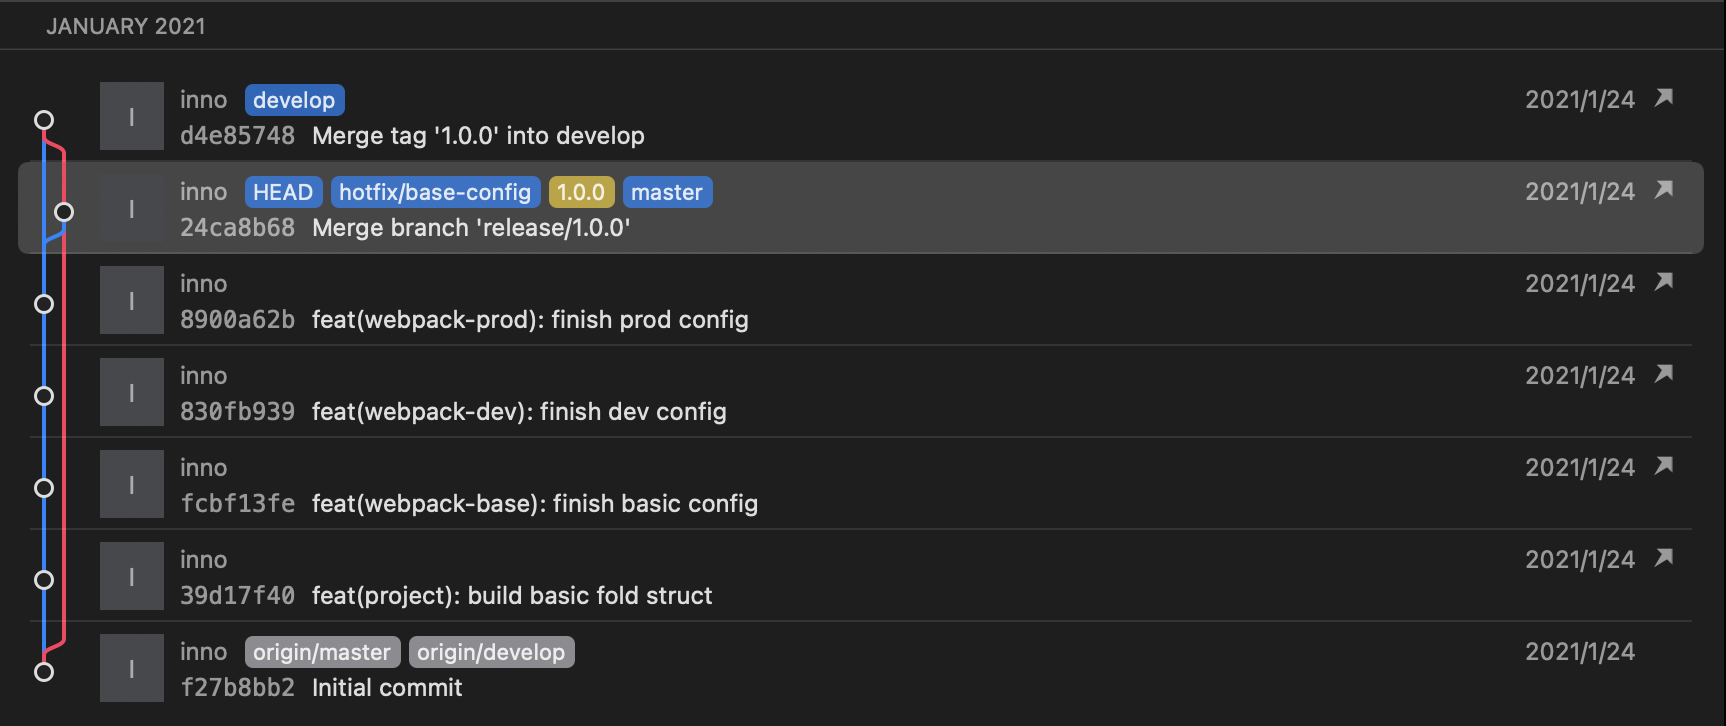 JANUARY 2021
I
inno develop 2021/1/24
d4e85748 Merge tag '1.0.0' into develop
I
inno HEAD hotfix/base-config 1.0.0 master 2021/1/24
24ca8b68 Merge branch 'release/1.0.0'
I
inno 2021/1/24
8900a62b feat(webpack-prod): finish prod config
I
inno 2021/1/24
830fb939 feat(webpack-dev): finish dev config
I
inno 2021/1/24
fcbf13fe feat(webpack-base): finish basic config
I
inno 2021/1/24
39d17f40 feat(project): build basic fold struct
I
inno origin/master origin/develop 2021/1/24
f27b8bb2 Initial commit